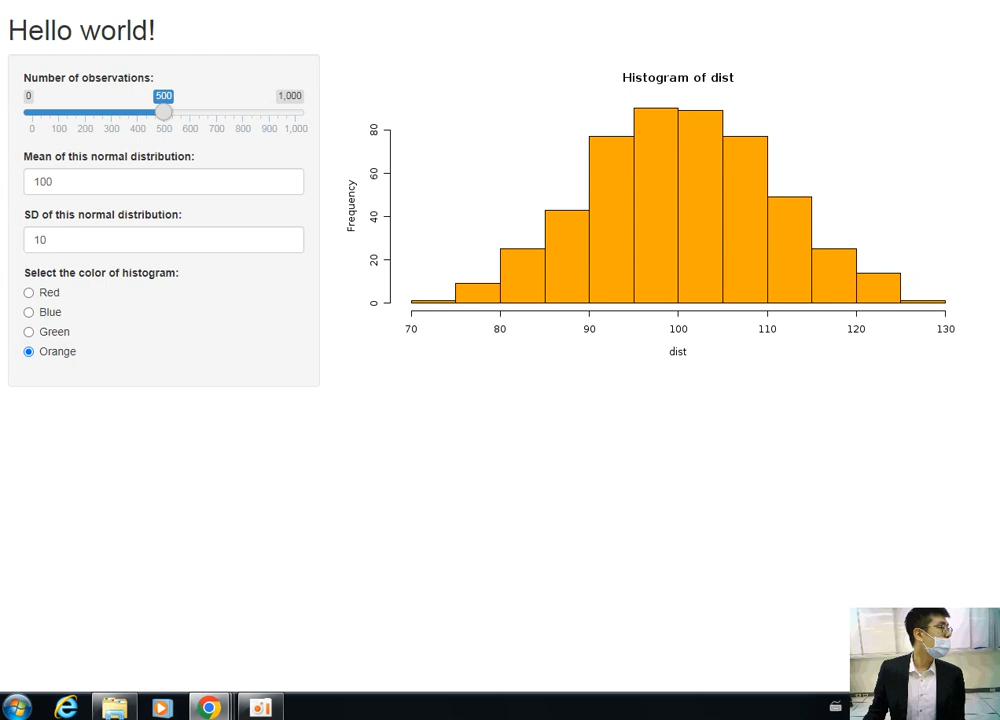 Hello world!
Number of observations:
0 500 1,000
0 100 200 300 400 500 600 700 800 900 1,000
Mean of this normal distribution:
100
SD of this normal distribution:
10
Select the color of histogram:
Red
Blue
Green
Orange
Histogram of dist
Frequency
80
60
40
20
0
70 80 90 100 110 120 130
dist